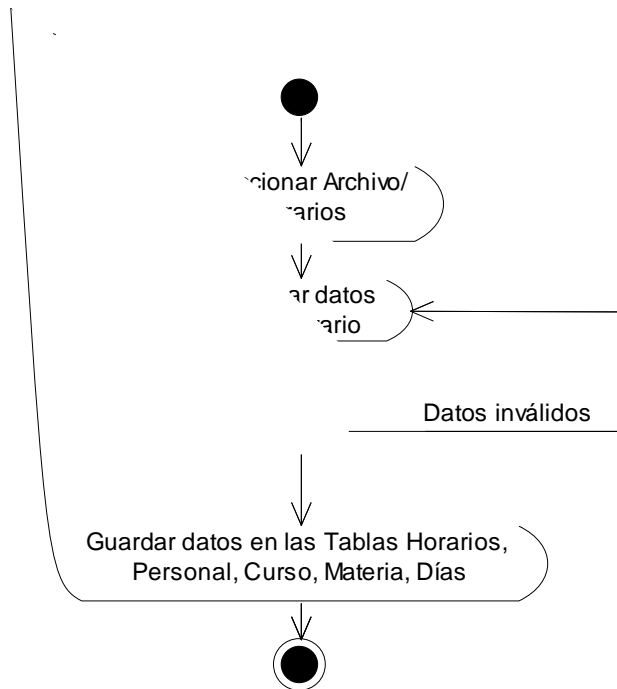 cionar Archivo/
rarios
ar datos
rario
Datos inválidos
Guardar datos en las Tablas Horarios,
Personal, Curso, Materia, Días